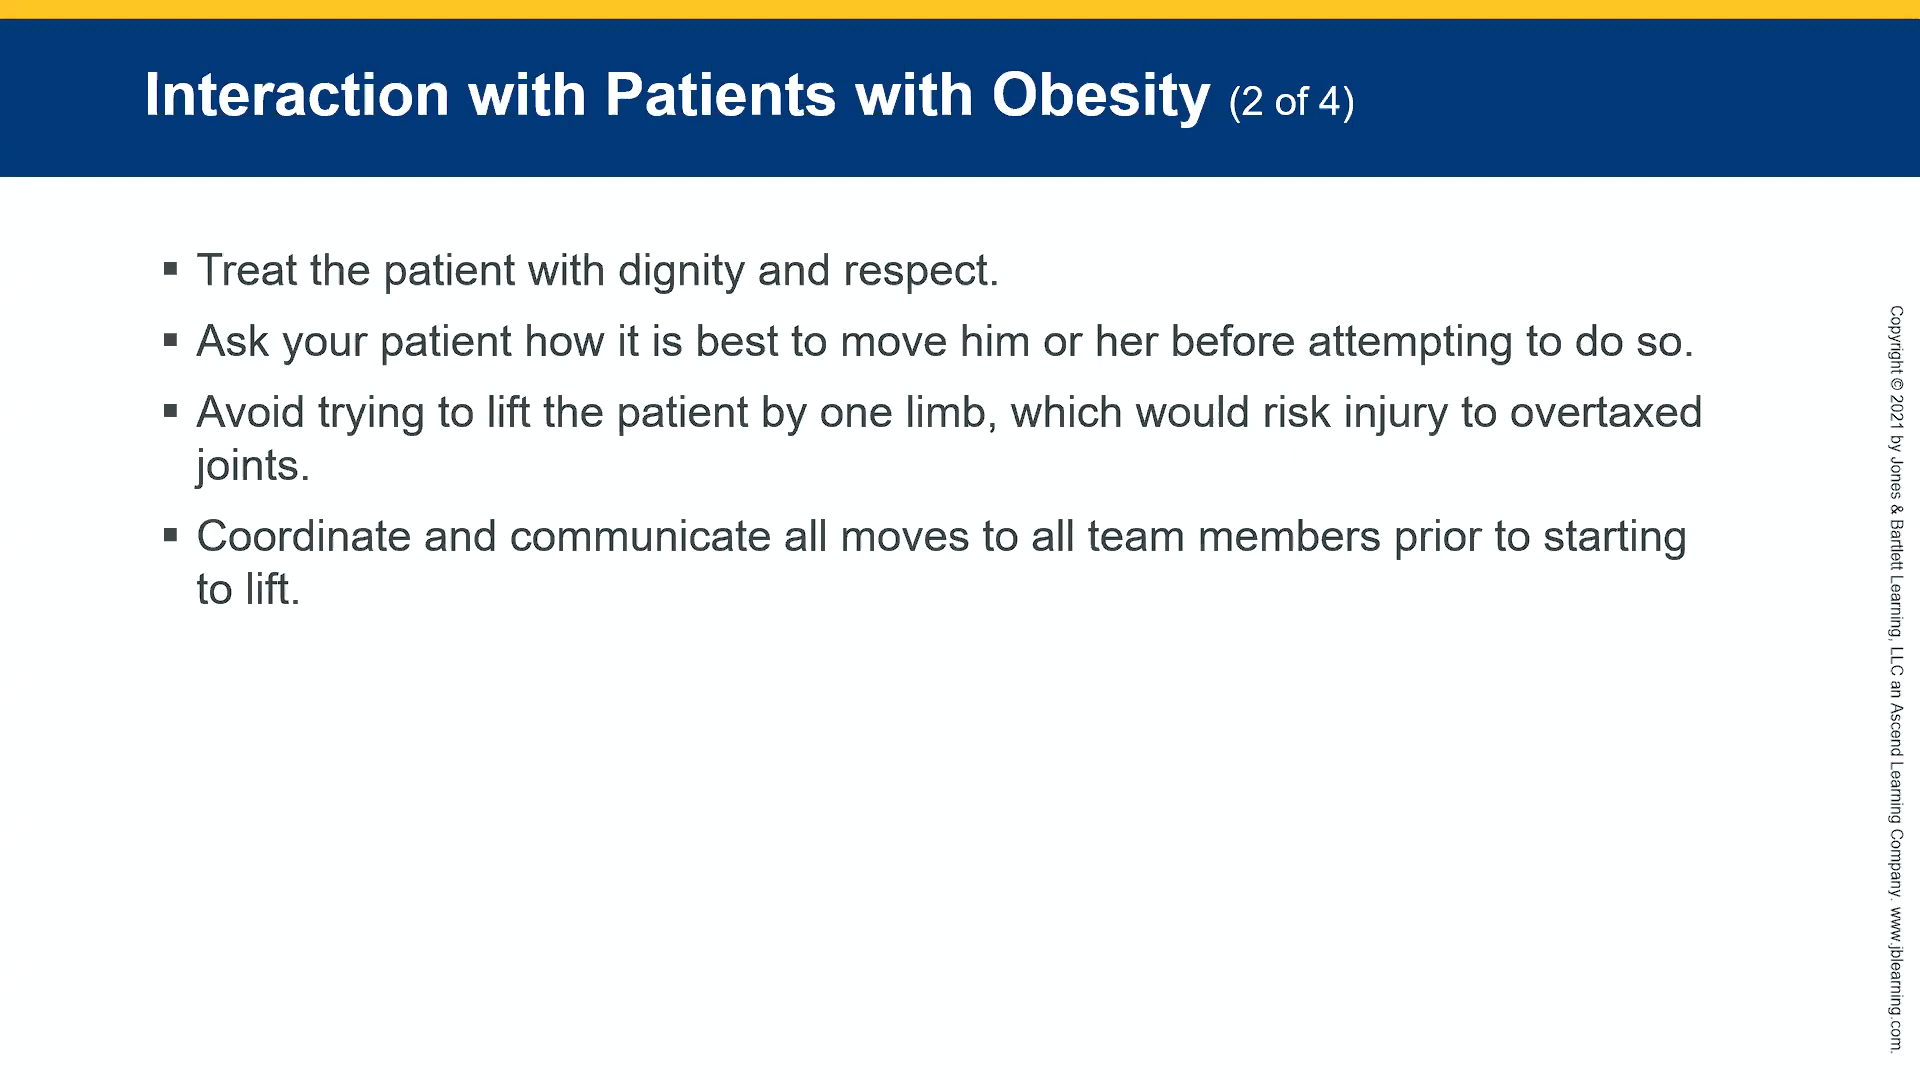 Interaction with Patients with Obesity (2 of 4)
▪ Treat the patient with dignity and respect.
▪ Ask your patient how it is best to move him or her before attempting to do so.
▪ Avoid trying to lift the patient by one limb, which would risk injury to overtaxed
joints.
▪ Coordinate and communicate all moves to all team members prior to starting
to lift.
Copyright © 2021 by Jones & Bartlett Learning, LLC an Ascend Learning Company. www.jblearning.com.